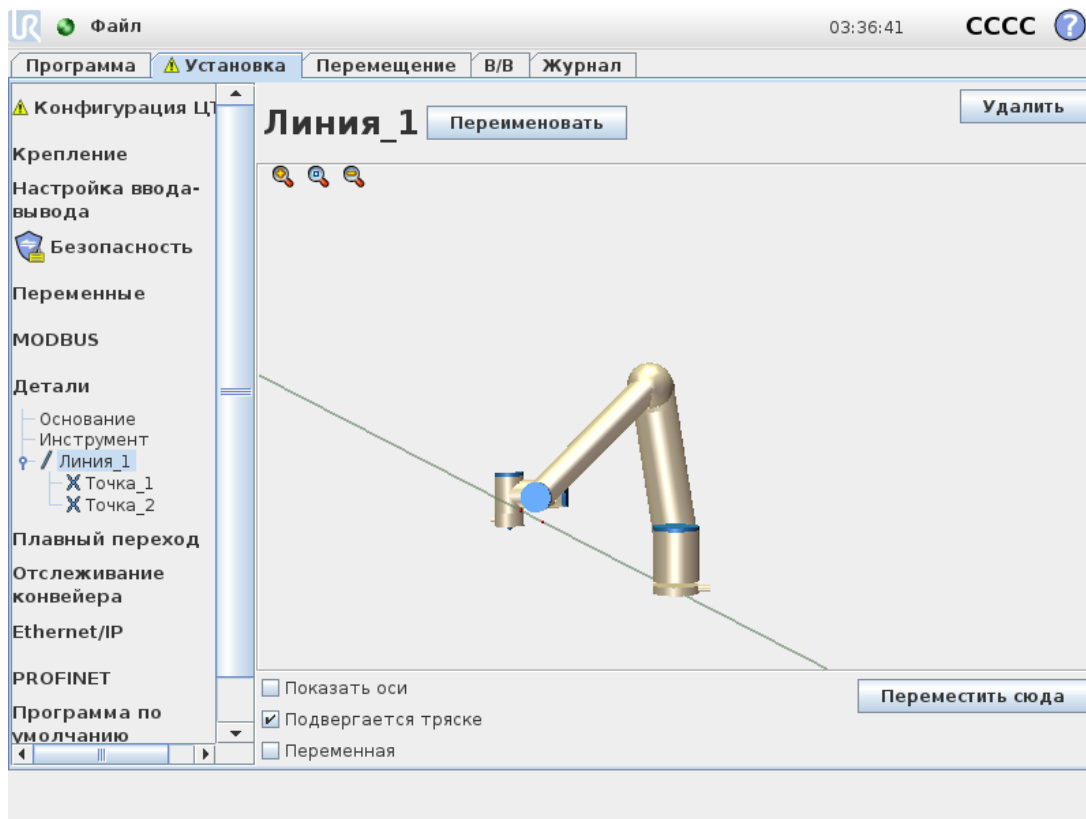 UR
Файл
03:36:41
CCCC
?
Программа
Установка
Перемещение
В/В
Журнал
Конфигурация ЦТ
Крепление
Настройка ввода-
вывода
Безопасность
Переменные
MODBUS
Детали
Основание
Инструмент
Линия_1
Точка_1
Точка_2
Плавный переход
Отслеживание
конвейера
Ethernet/IP
PROFINET
Программа по
умолчанию
Линия_1
Переименовать
Удалить
Показать оси
Подвергается тряске
Переменная
Переместить сюда